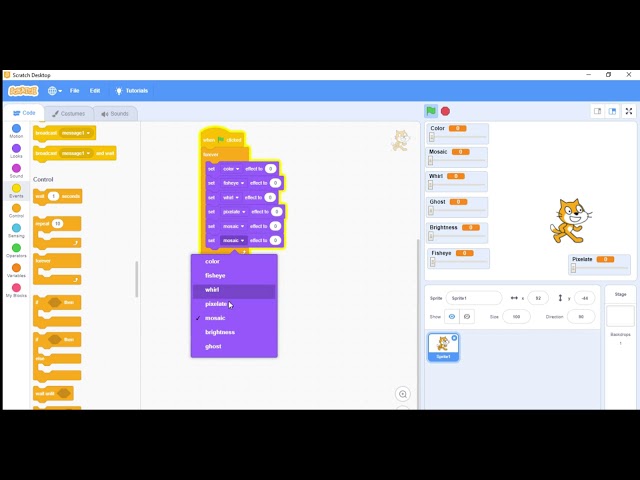 Scratch Desktop
SCRATCH
File
Edit
Tutorials
Code
Costumes
Sounds
Motion
Looks
Sound
Events
Control
Sensing
Operators
Variables
My Blocks
broadcast message1
broadcast message1 and wait
Control
wait 1 seconds
repeat 10
forever
if then
if then
else
wait until
when clicked
forever
set color effect to 0
set fisheye effect to 0
set whirl effect to 0
set pixelate effect to 0
set mosaic effect to 0
set mosaic effect to 0
color
fisheye
whirl
pixelate
✓ mosaic
brightness
ghost
Color 0
Mosaic 0
Whirl 0
Ghost 0
Brightness 0
Fisheye 0
Pixelate 0
Sprite Sprite1 x 92 y
Show Size 100 Direction 90
Sprite1
Stage
Backdrops
1